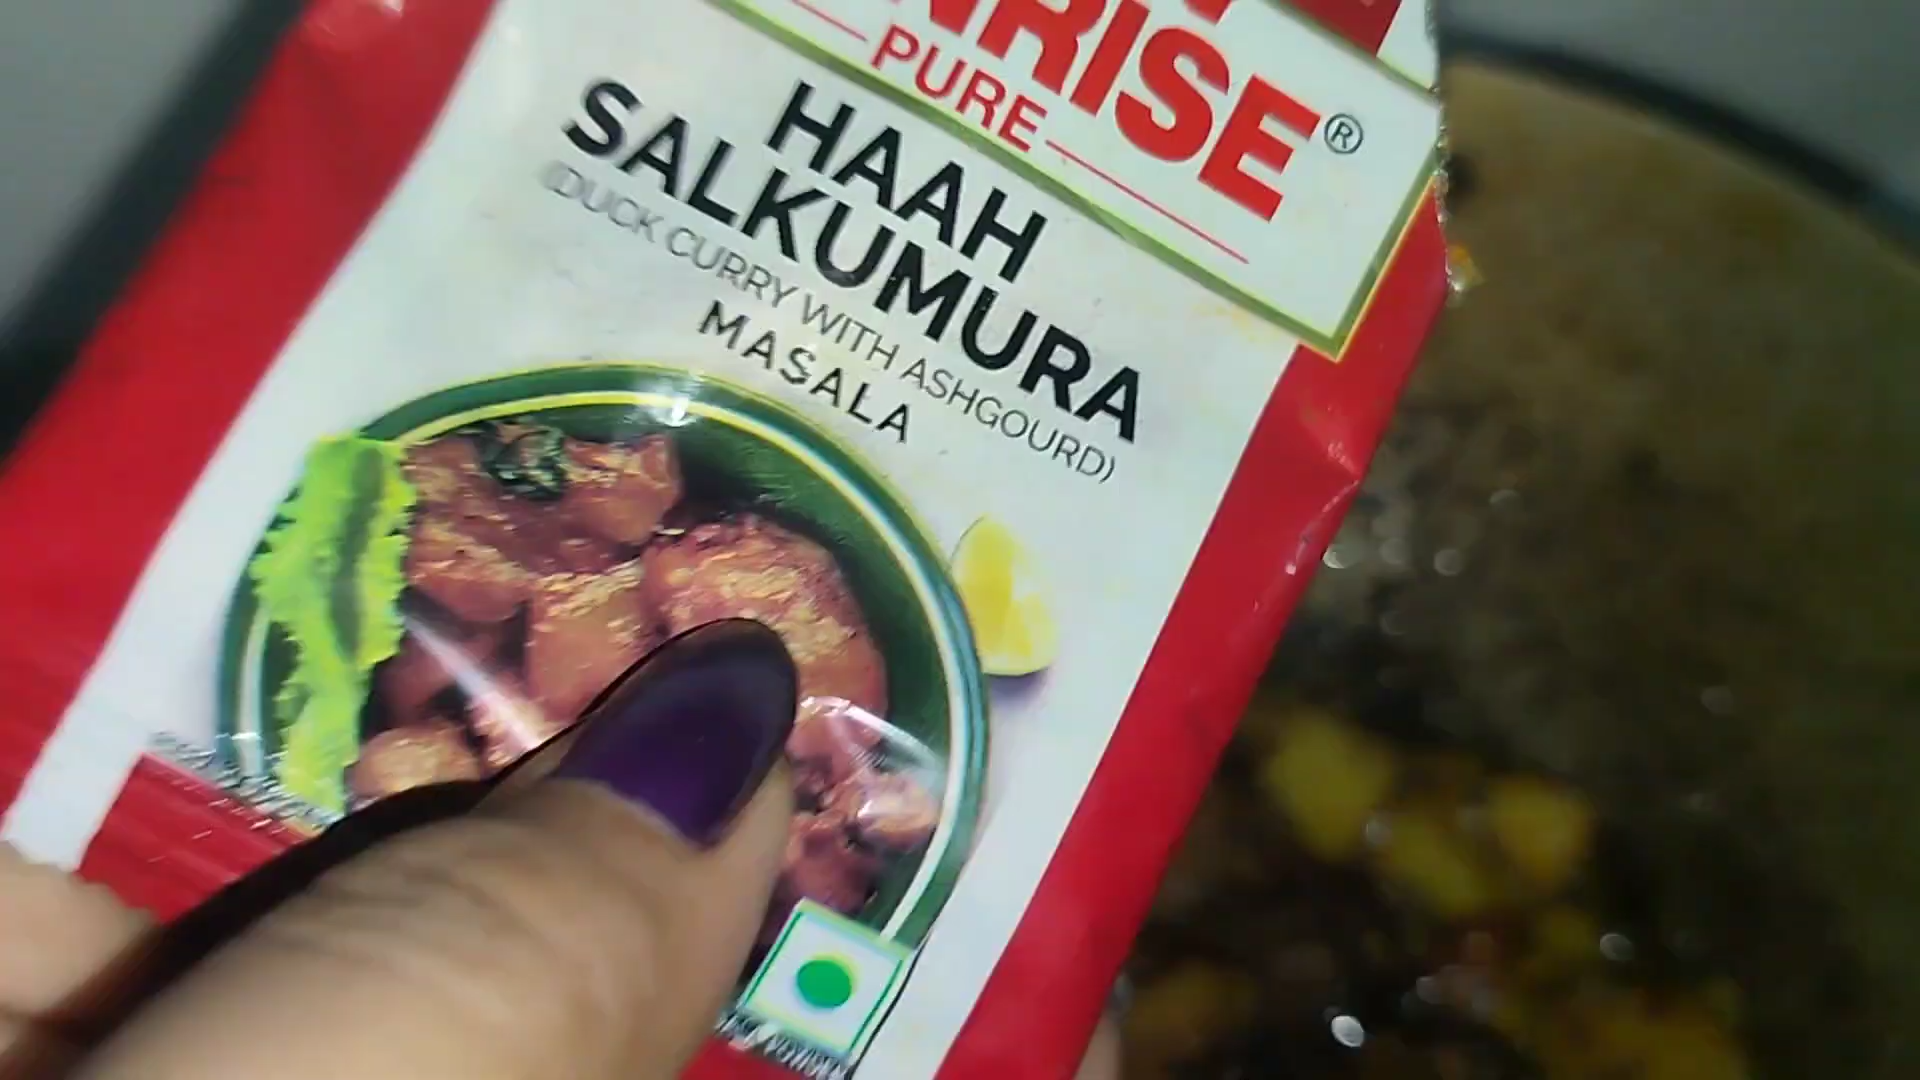 NRISE®
PURE
HAAH
SALKUMURA
(DUCK CURRY WITH ASHGOURD)
MASALA